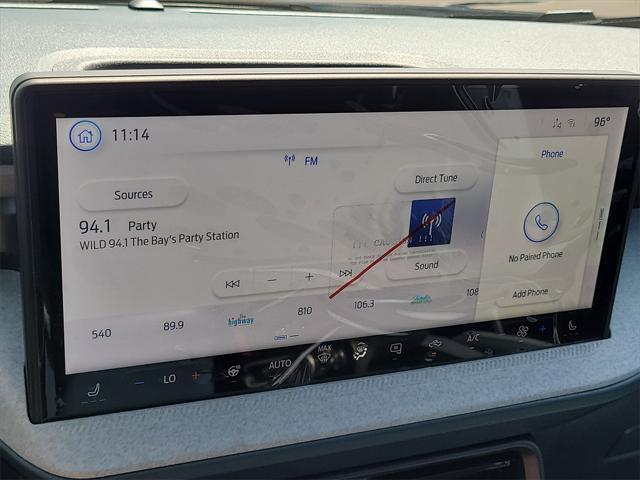 11:14
96°
FM
Phone
Sources
Direct Tune
94.1 Party
WILD 94.1 The Bay's Party Station
Sound
No Paired Phone
Add Phone
540
89.9
the highway
810
106.3
108
LO
AUTO
MAX
A/C